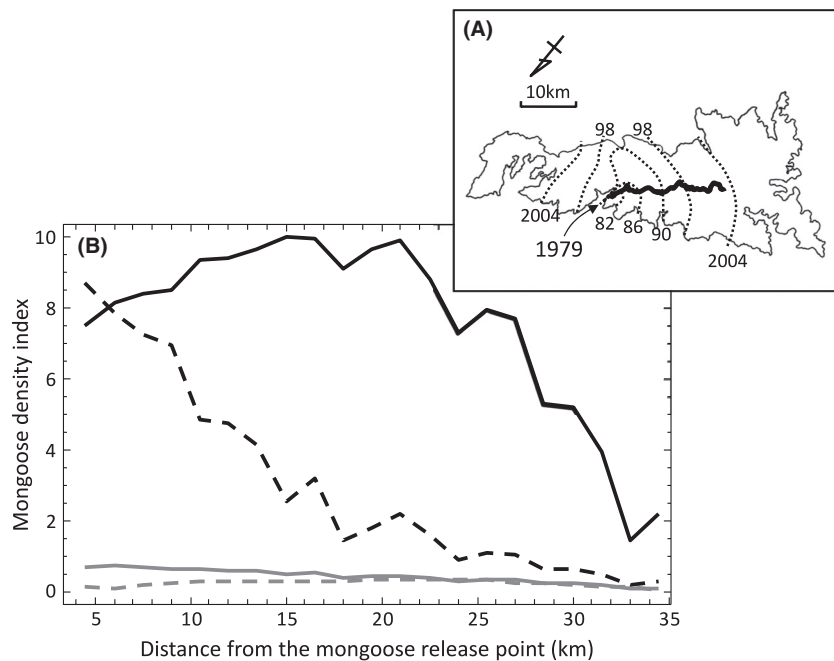 (A)
10km
98 98
2004
1979
82
86
90
2004
(B)
10
8
6
4
2
0
Mongoose density index
5 10 15 20 25 30 35
Distance from the mongoose release point (km)